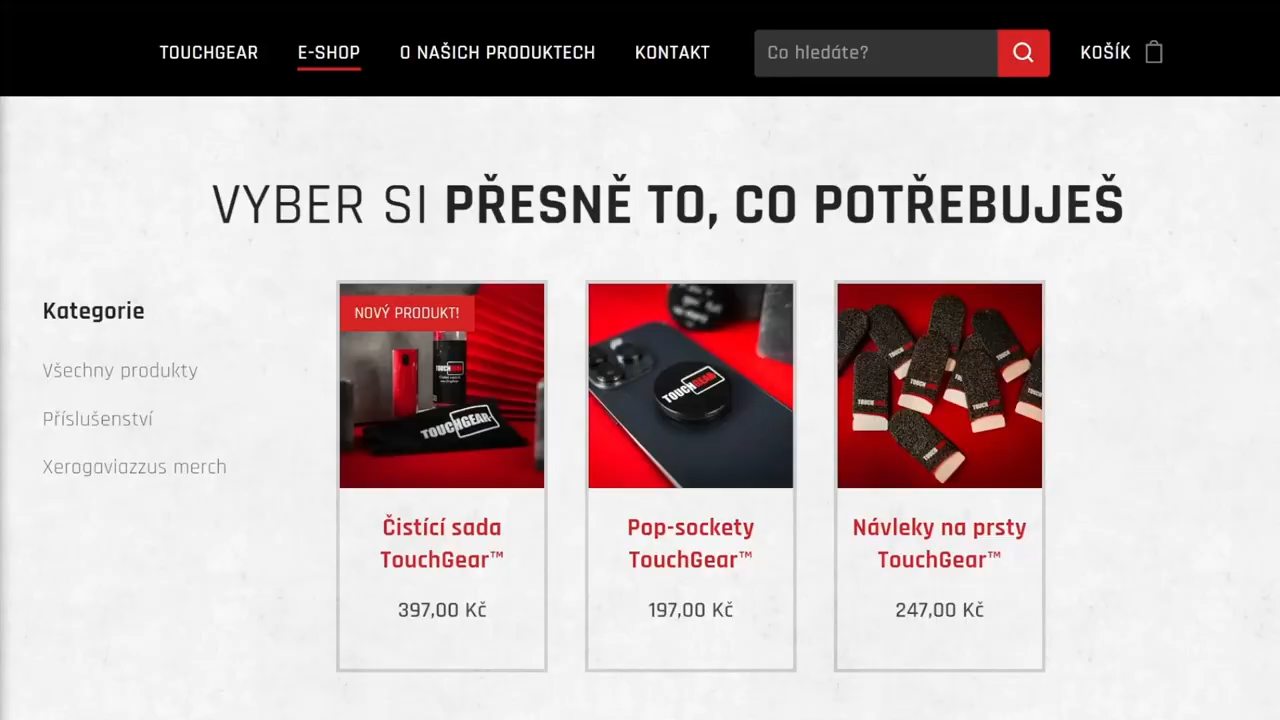 TOUCHGEAR E-SHOP O NAŠICH PRODUKTECH KONTAKT Co hledáte? KOŠÍK
VYBER SI PŘESNĚ TO, CO POTŘEBUJEŠ
Kategorie
Všechny produkty
Příslušenství
Xerogaviazzus merch
NOVÝ PRODUKT!
TOUCHGEAR
TOUCHGEAR
Čistící sada
TouchGear™
397,00 Kč
TOUCHGEAR
Pop-sockety
TouchGear™
197,00 Kč
Návleky na prsty
TouchGear™
247,00 Kč